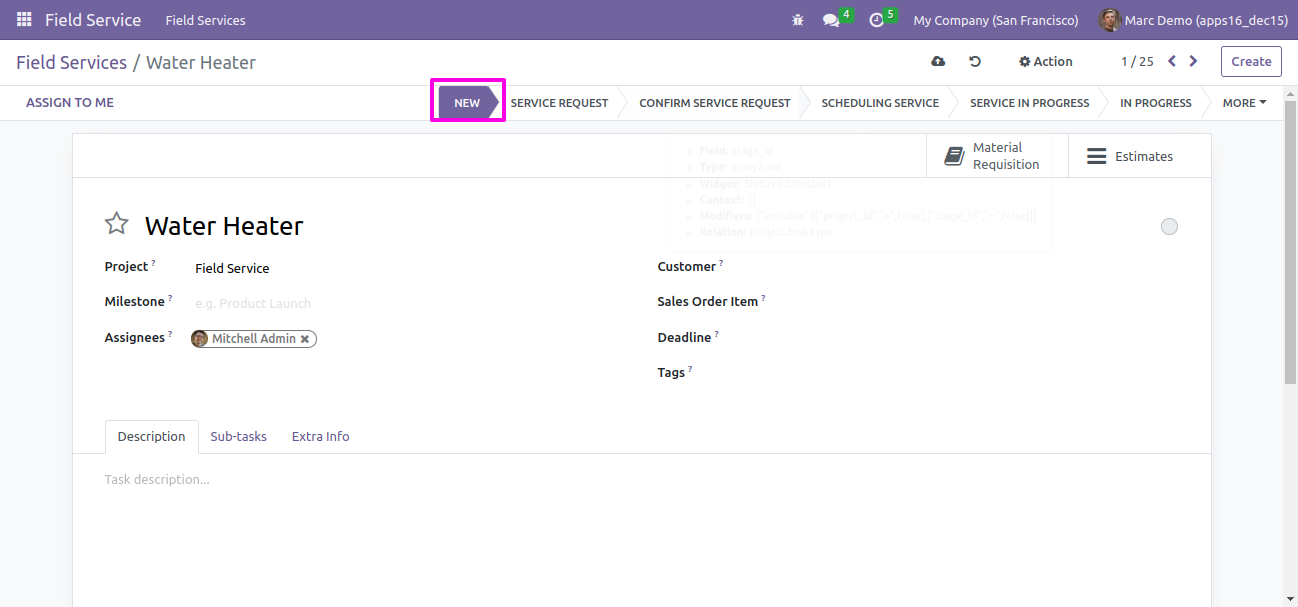 Field Service Field Services 4 5 My Company (San Francisco) Marc Demo (apps16_dec15)
Field Services / Water Heater Action 1 / 25 Create
ASSIGN TO ME NEW SERVICE REQUEST CONFIRM SERVICE REQUEST SCHEDULING SERVICE SERVICE IN PROGRESS IN PROGRESS MORE
Material Requisition
Estimates
Field: stage_id
Type: many2one
Widget: Status (statusbar)
Context: {}
Modifiers: {"invisible":[["project_id","=",false],["stage_id","=",false]]}
Relation: project.task.type
Water Heater
Project ? Field Service
Customer ?
Milestone ? e.g. Product Launch
Sales Order Item ?
Assignees ? Mitchell Admin ×
Deadline ?
Tags ?
Description Sub-tasks Extra Info
Task description...